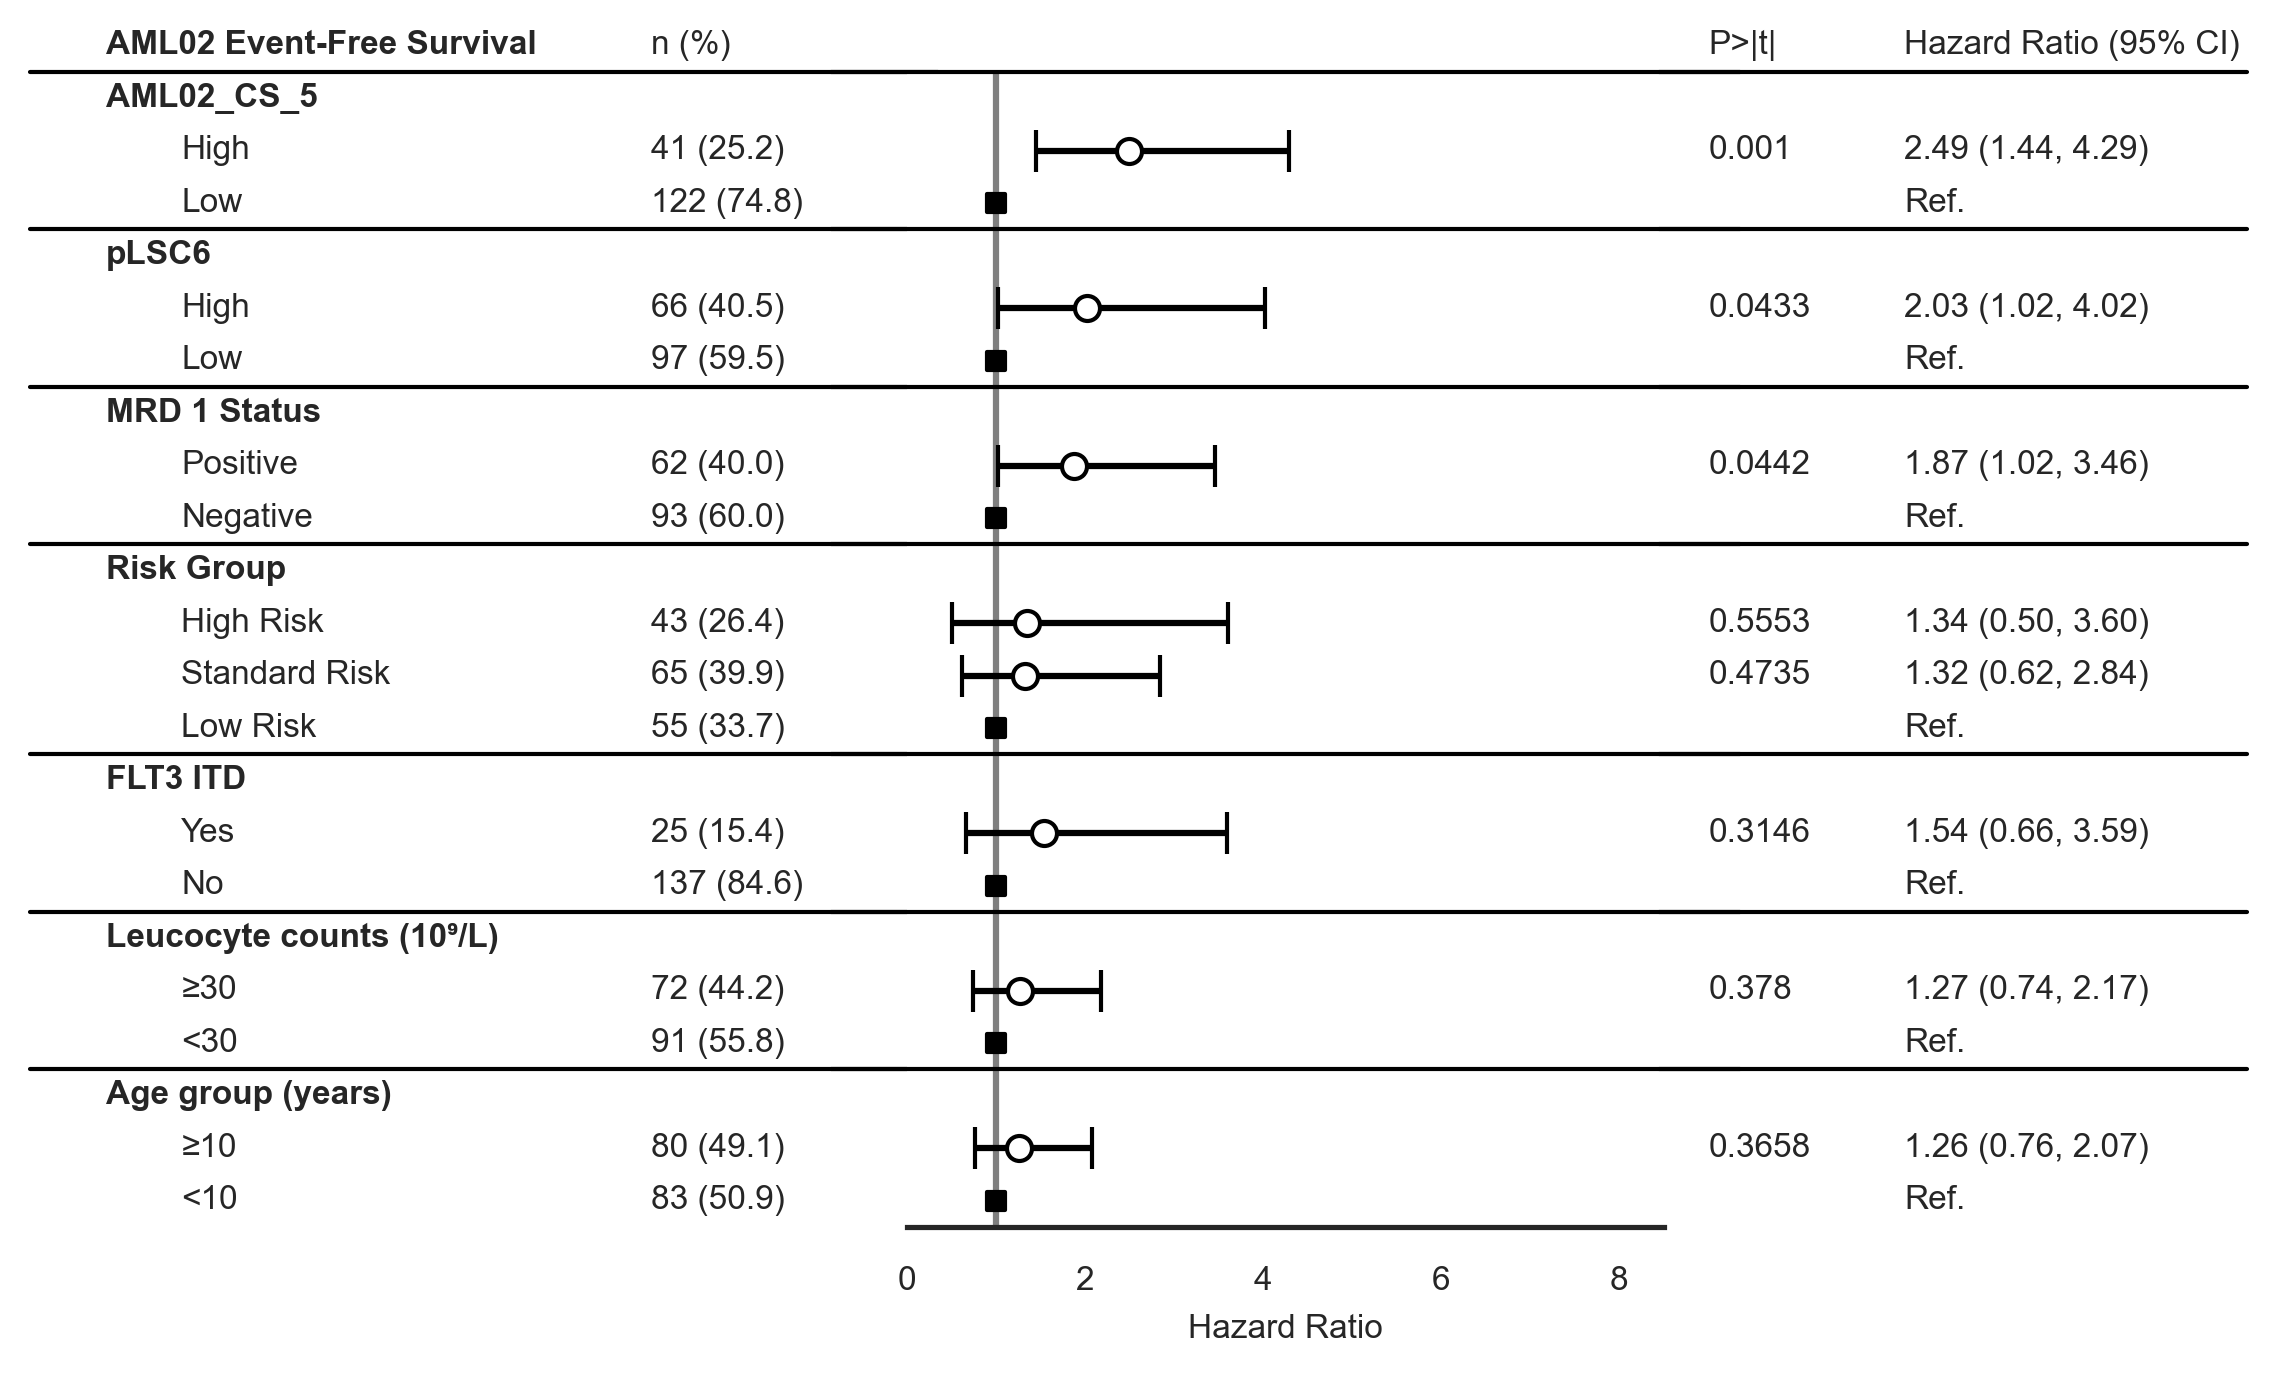 AML02 Event-Free Survival n (%) P>|t| Hazard Ratio (95% CI)
AML02_CS_5
High 41 (25.2) 0.001 2.49 (1.44, 4.29)
Low 122 (74.8) Ref.
pLSC6
High 66 (40.5) 0.0433 2.03 (1.02, 4.02)
Low 97 (59.5) Ref.
MRD 1 Status
Positive 62 (40.0) 0.0442 1.87 (1.02, 3.46)
Negative 93 (60.0) Ref.
Risk Group
High Risk 43 (26.4) 0.5553 1.34 (0.50, 3.60)
Standard Risk 65 (39.9) 0.4735 1.32 (0.62, 2.84)
Low Risk 55 (33.7) Ref.
FLT3 ITD
Yes 25 (15.4) 0.3146 1.54 (0.66, 3.59)
No 137 (84.6) Ref.
Leucocyte counts (10⁹/L)
≥30 72 (44.2) 0.378 1.27 (0.74, 2.17)
<30 91 (55.8) Ref.
Age group (years)
≥10 80 (49.1) 0.3658 1.26 (0.76, 2.07)
<10 83 (50.9) Ref.
0 2 4 6 8
Hazard Ratio